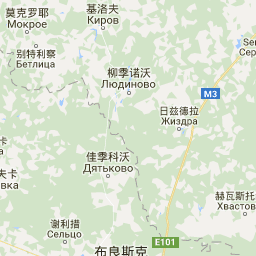 莫克罗耶
Мокрое
基洛夫
Киров
别特利察
Бетлица
柳季诺沃
Людиново
M3
日兹德拉
Жиздра
佳季科沃
Дятьково
赫瓦斯
Хвастов
谢利措
Сельцо
E101
布良斯克